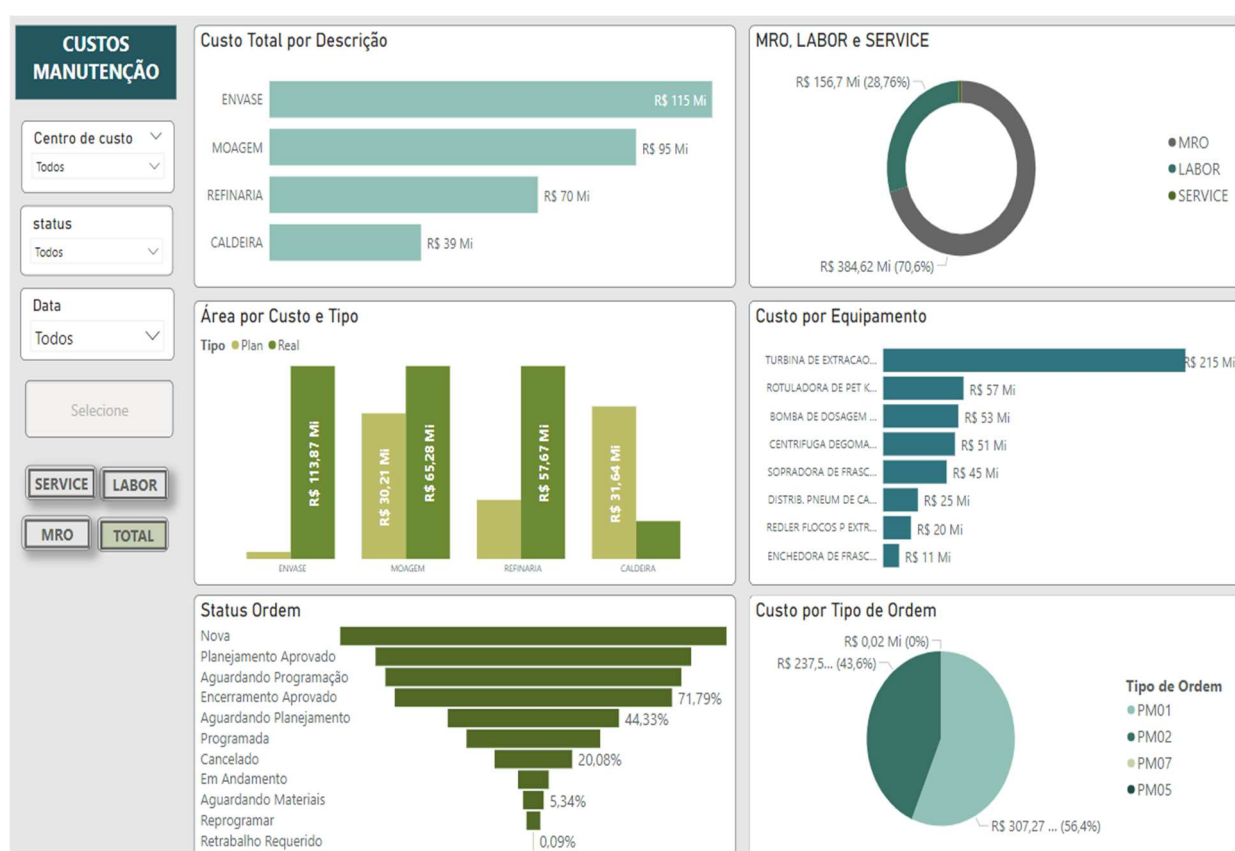 CUSTOS
MANUTENÇÃO
Centro de custo
Todos
status
Todos
Data
Todos
Selecione
SERVICE
LABOR
MRO
TOTAL
Custo Total por Descrição
ENVASE
R$ 115 Mi
MOAGEM
R$ 95 Mi
REFINARIA
R$ 70 Mi
CALDEIRA
R$ 39 Mi
MRO, LABOR e SERVICE
R$ 156,7 Mi (28,76%)
R$ 384,62 Mi (70,6%)
MRO
LABOR
SERVICE
Área por Custo e Tipo
Tipo Plan Real
R$ 113,87 Mi
R$ 30,21 Mi
R$ 65,28 Mi
R$ 57,67 Mi
R$ 31,64 Mi
ENVASE
MOAGEM
REFINARIA
CALDEIRA
Custo por Equipamento
TURBINA DE EXTRACAO... R$ 215 Mi
ROTULADORA DE PET K... R$ 57 Mi
BOMBA DE DOSAGEM ... R$ 53 Mi
CENTRIFUGA DEGOMA... R$ 51 Mi
SOPRADORA DE FRASC... R$ 45 Mi
DISTRIB. PNEUM DE CA... R$ 25 Mi
REDLER FLOCOS P EXTR... R$ 20 Mi
ENCHEDORA DE FRASC... R$ 11 Mi
Status Ordem
Nova
Planejamento Aprovado
Aguardando Programação
Encerramento Aprovado 71,79%
Aguardando Planejamento 44,33%
Programada
Cancelado 20,08%
Em Andamento
Aguardando Materiais 5,34%
Reprogramar
Retrabalho Requerido 0,09%
Custo por Tipo de Ordem
R$ 0,02 Mi (0%)
R$ 237,5... (43,6%)
R$ 307,27 ... (56,4%)
Tipo de Ordem
PM01
PM02
PM07
PM05